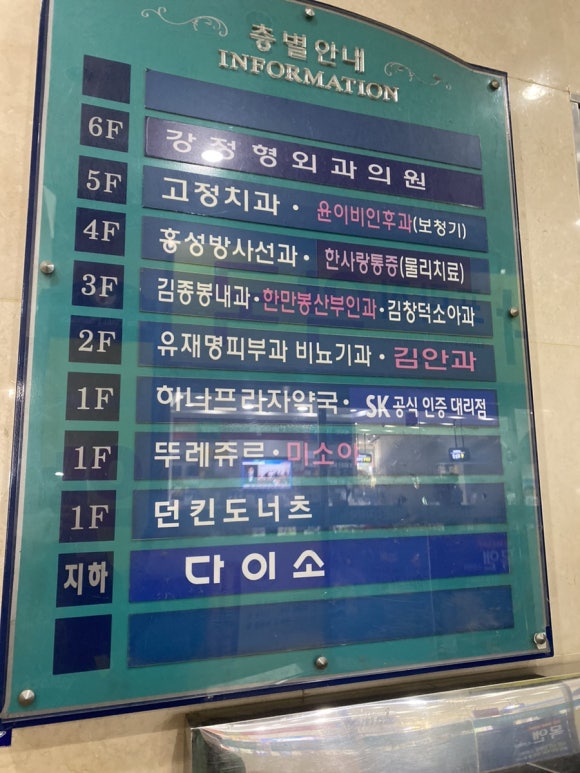 층별안내
INFORMATION
6F 강정형외과의원
5F 고정치과 · 윤이비인후과(보청기)
4F 홍성방사선과 · 한사랑통증(물리치료)
3F 김종봉내과 · 한만봉산부인과 · 김창덕소아과
2F 유재명피부과 비뇨기과 · 김안과
1F 하나프라자약국 · SK 공식 인증 대리점
1F 뚜레쥬르 · 미소야
1F 던킨도너츠
지하 다이소